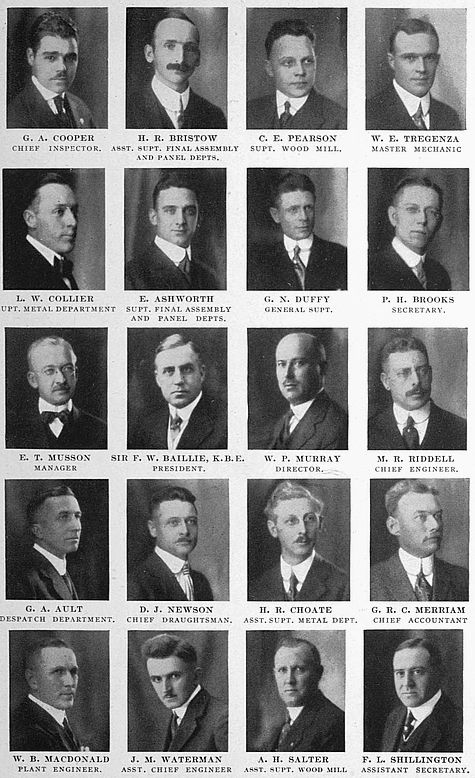 G. A. COOPER
CHIEF INSPECTOR.
H. R. BRISTOW
ASST. SUPT. FINAL ASSEMBLY
AND PANEL DEPTS.
C. E. PEARSON
SUPT. WOOD MILL.
W. E. TREGENZA
MASTER MECHANIC
L. W. COLLIER
UPT. METAL DEPARTMENT
E. ASHWORTH
SUPT. FINAL ASSEMBLY
AND PANEL DEPTS.
G. N. DUFFY
GENERAL SUPT.
P. H. BROOKS
SECRETARY.
E. T. MUSSON
MANAGER
SIR F. W. BAILLIE, K.B.E.
PRESIDENT.
W. P. MURRAY
DIRECTOR.
M. R. RIDDELL
CHIEF ENGINEER.
G. A. AULT
DESPATCH DEPARTMENT.
D. J. NEWSON
CHIEF DRAUGHTSMAN.
H. R. CHOATE
ASST. SUPT. METAL DEPT.
G. R. C. MERRIAM
CHIEF ACCOUNTANT
W. B. MACDONALD
PLANT ENGINEER.
J. M. WATERMAN
ASST. CHIEF ENGINEER
A. H. SALTER
ASST. SUPT. WOOD MILL
F. L. SHILLINGTON
ASSISTANT SECRETARY